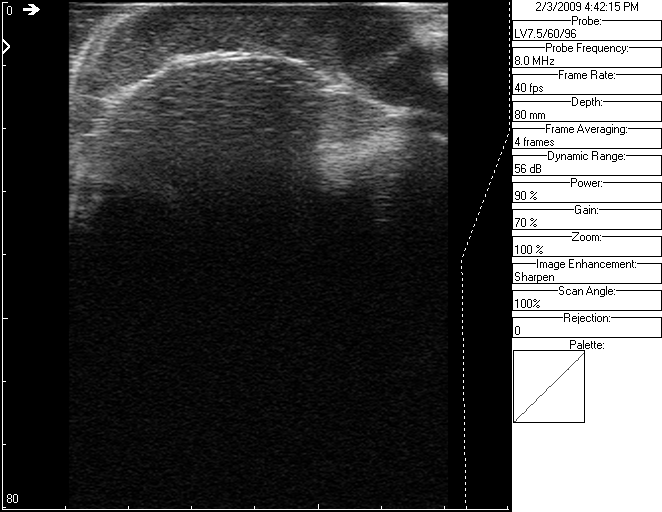 0
80
2/3/2009 4:42:15 PM
Probe:
LV7.5/60/96
Probe Frequency:
8.0 MHz
Frame Rate:
40 fps
Depth:
80 mm
Frame Averaging:
4 frames
Dynamic Range:
56 dB
Power:
90 %
Gain:
70 %
Zoom:
100 %
Image Enhancement:
Sharpen
Scan Angle:
100%
Rejection:
0
Palette: